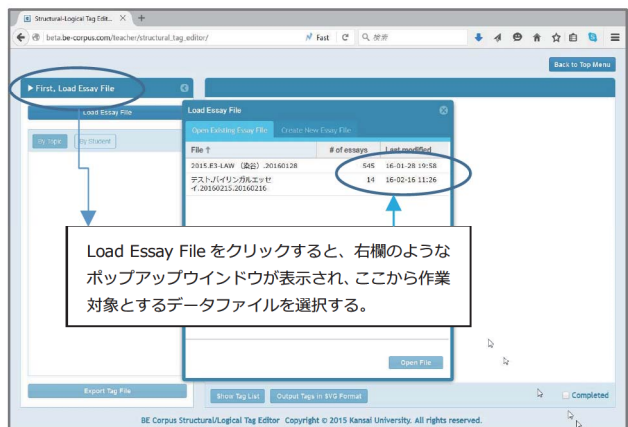 Structural-Logical Tag Edit...
beta.be-corpus.com/teacher/structural_tag_editor/
Fast
検索
Back to Top Menu
▶ First, Load Essay File
Load Essay File
By Topic
By Student
Load Essay File
Open Existing Essay File
Create New Essay File
File ↑
# of essays
Last modified
2015.E3-LAW (染谷) .20160128
545
16-01-28 19:58
テスト.バイリンガルエッセ
イ.20160215.20160216
14
16-02-16 11:26
Load Essay File をクリックすると、右欄のような
ポップアップウインドウが表示され、ここから作業
対象とするデータファイルを選択する。
Open File
Export Tag File
Show Tag List
Output Tags in SVG Format
Completed
BE Corpus Structural/Logical Tag Editor Copyright © 2015 Kansai University. All rights reserved.